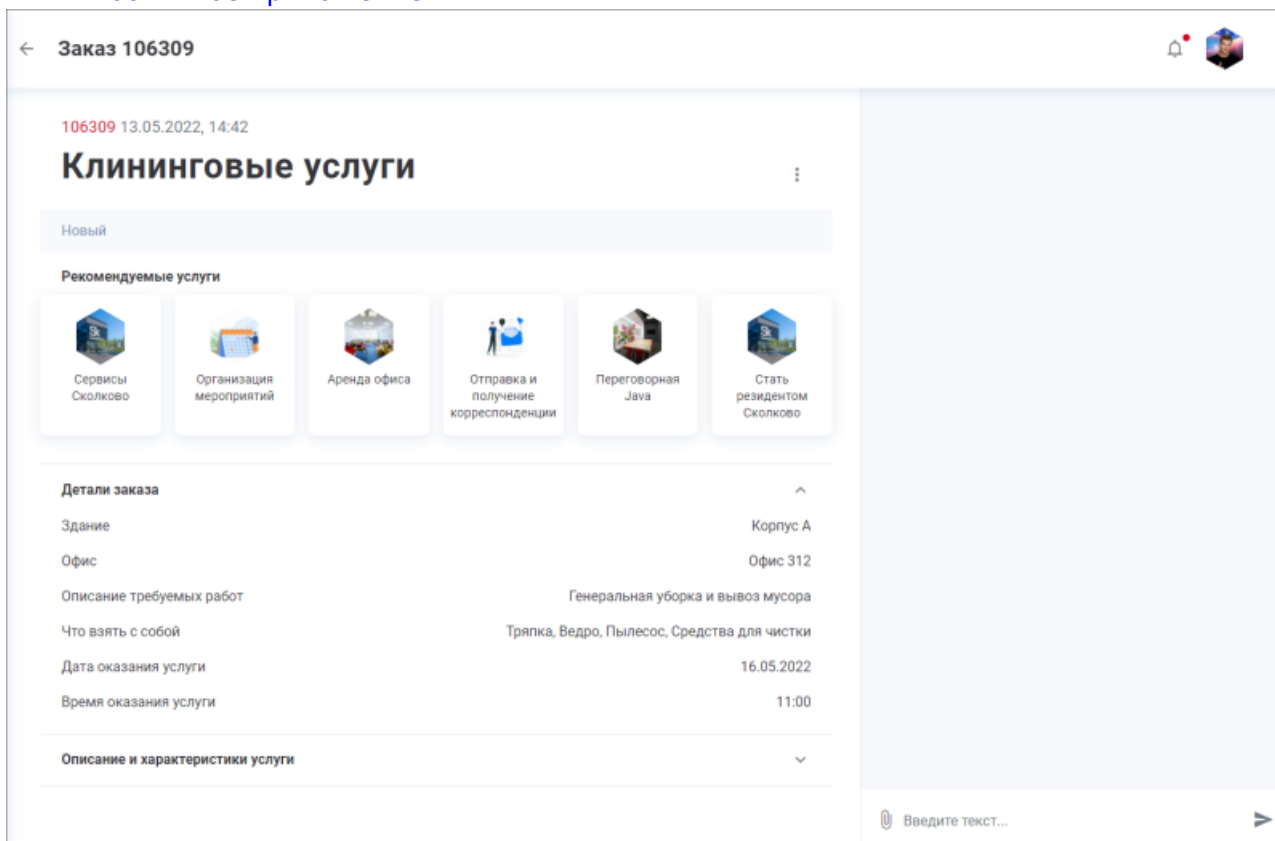 Заказ 106309
106309 13.05.2022, 14:42
Клининговые услуги
Новый
Рекомендуемые услуги
Сервисы
Сколково
Организация
мероприятий
Аренда офиса
Отправка и
получение
корреспонденции
Переговорная
Java
Стать
резидентом
Сколково
Детали заказа
Здание Корпус А
Офис Офис 312
Описание требуемых работ Генеральная уборка и вывоз мусора
Что взять с собой Тряпка, Ведро, Пылесос, Средства для чистки
Дата оказания услуги 16.05.2022
Время оказания услуги 11:00
Описание и характеристики услуги
Введите текст...